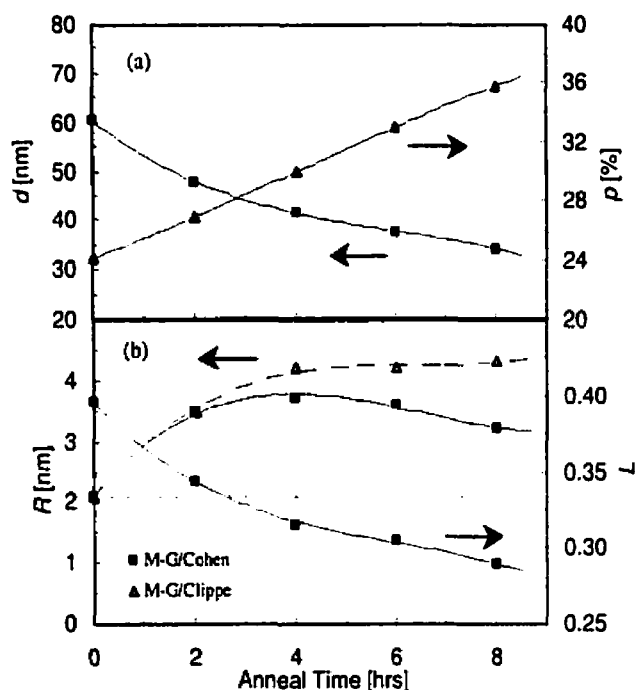 80
70
60
50
40
30
20
d [nm]
(a)
40
36
32
28
24
20
p [%]
(b)
4
3
2
1
0
R [nm]
0.40
0.35
0.30
0.25
L
M-G/Cohen
M-G/Clippe
0 2 4 6 8
Anneal Time [hrs]